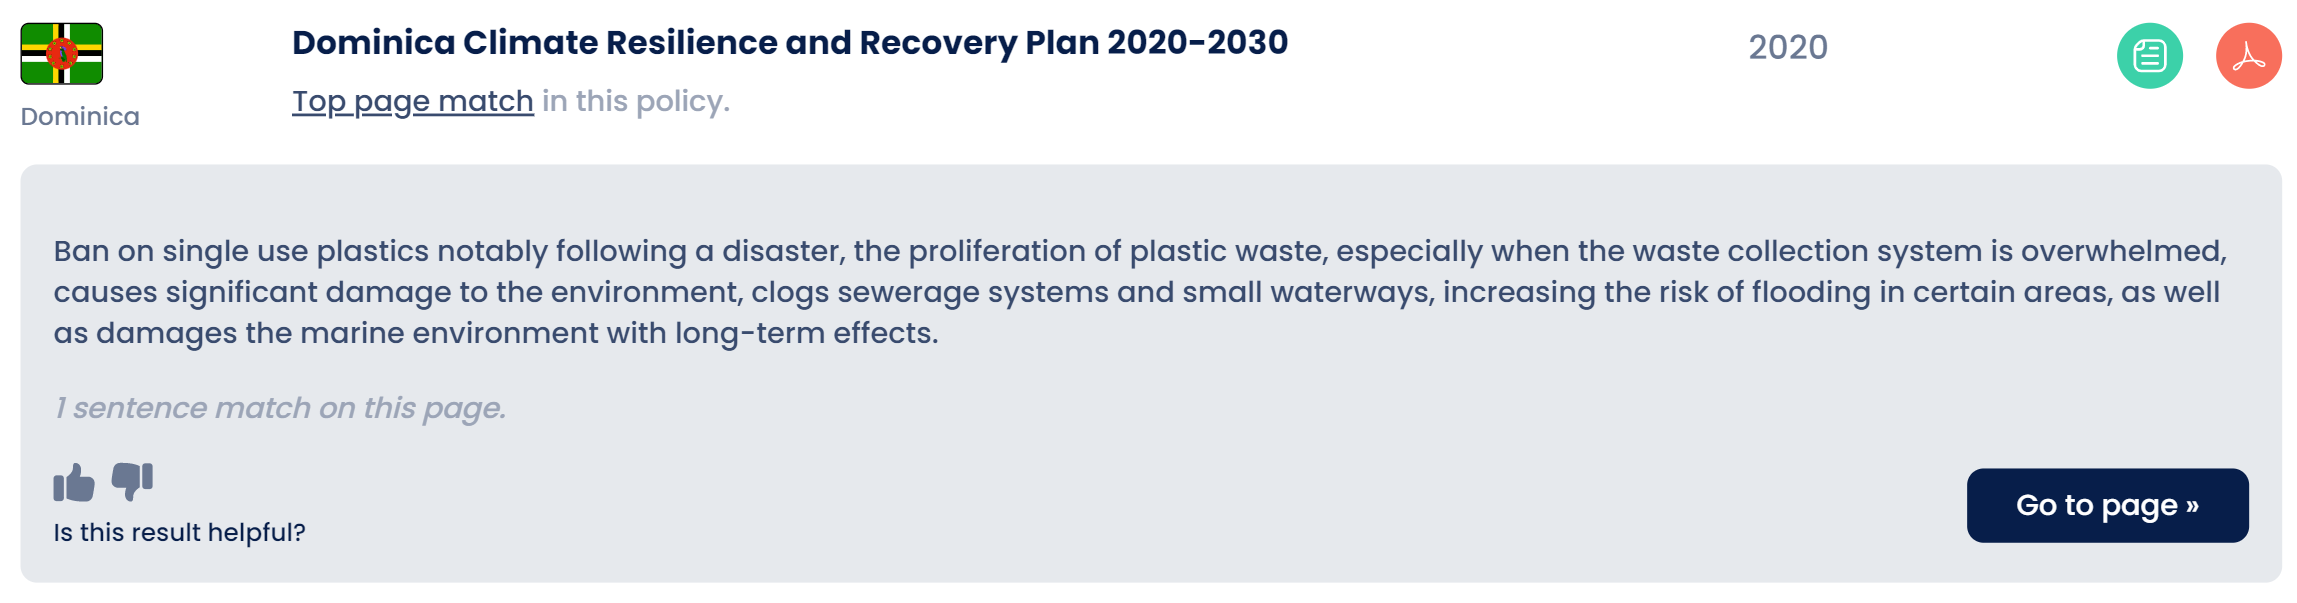 Dominica Climate Resilience and Recovery Plan 2020-2030
2020
Top page match in this policy.
Dominica
Ban on single use plastics notably following a disaster, the proliferation of plastic waste, especially when the waste collection system is overwhelmed,
causes significant damage to the environment, clogs sewerage systems and small waterways, increasing the risk of flooding in certain areas, as well
as damages the marine environment with long-term effects.
1 sentence match on this page.
Is this result helpful?
Go to page »